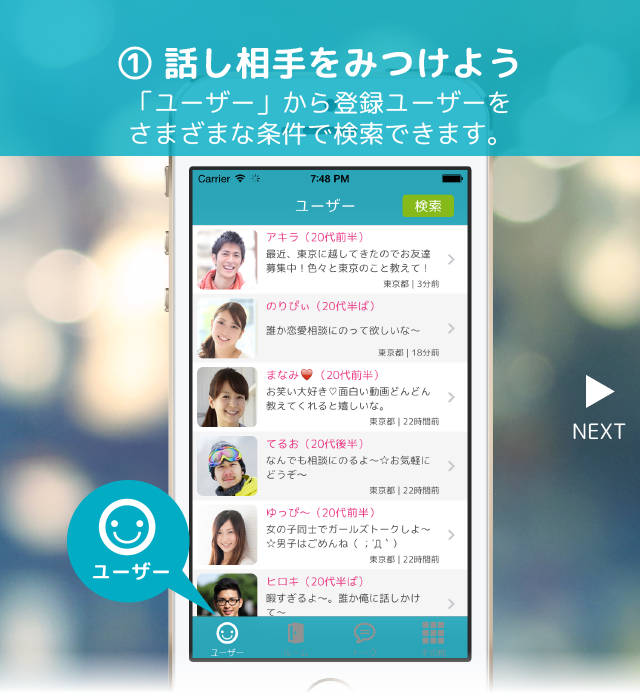 ① 話し相手をみつけよう
「ユーザー」から登録ユーザーを
さまざまな条件で検索できます。
Carrier
7:48 PM
ユーザー
検索
アキラ（20代前半）
最近、東京に越してきたのでお友達
募集中！色々と東京のこと教えて！
東京都 | 3分前
のりぴぃ（20代半ば）
誰か恋愛相談にのって欲しいな〜
東京都 | 18分前
まなみ❤️（20代前半）
お笑い大好き♡面白い動画どんどん
教えてくれると嬉しいな。
東京都 | 22時間前
てるお（20代後半）
なんでも相談にのるよ〜☆お気軽に
どうぞ〜
東京都 | 22時間前
ゆっぴ〜（20代前半）
女の子同士でガールズトークしよ〜
☆男子はごめんね（ ；´Д｀）
東京都 | 22時間前
ヒロキ（20代半ば）
暇すぎるよ〜。誰か俺に話しかけ
て〜
NEXT
ユーザー
ユーザー
ルーム